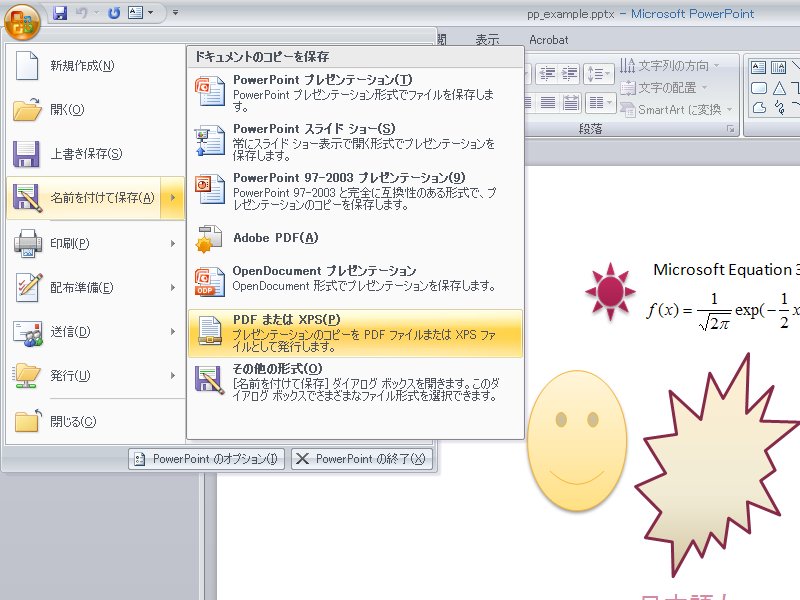 pp_example.pptx - Microsoft PowerPoint
表示
Acrobat
新規作成(N)
開く(O)
上書き保存(S)
名前を付けて保存(A)
印刷(P)
配布準備(E)
送信(D)
発行(U)
閉じる(C)
ドキュメントのコピーを保存
PowerPoint プレゼンテーション(T)
PowerPoint プレゼンテーション形式でファイルを保存しま
す。
PowerPoint スライド ショー(S)
常にスライド ショー表示で開く形式でプレゼンテーションを
保存します。
PowerPoint 97-2003 プレゼンテーション(9)
PowerPoint 97-2003 と完全に互換性のある形式で、プ
レゼンテーションのコピーを保存します。
Adobe PDF(A)
OpenDocument プレゼンテーション
OpenDocument 形式でプレゼンテーションを保存します。
PDF または XPS(P)
プレゼンテーションのコピーを PDF ファイルまたは XPS ファ
イルとして発行します。
その他の形式(O)
[名前を付けて保存] ダイアログ ボックスを開きます。このダ
イアログ ボックスでさまざまなファイル形式を選択できます。
PowerPoint のオプション(I)
PowerPoint の終了(X)
文字列の方向
文字の配置
SmartArt に変換
段落
Microsoft Equation 3
f(x) = 1/√2π exp(−1/2 x